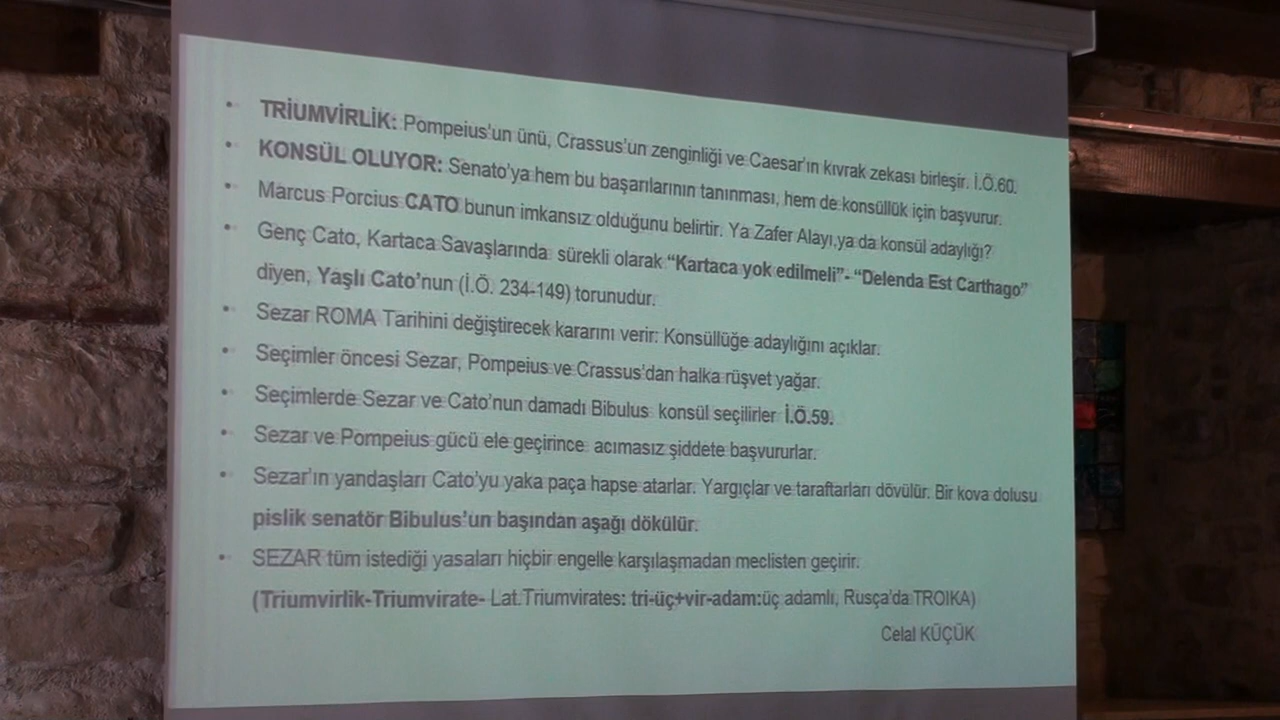 • TRİUMVİRLİK: Pompeius'un ünü, Crassus'un zenginliği ve Caesar'ın kıvrak zekası birleşir. İ.Ö.60.
• KONSÜL OLUYOR: Senato'ya hem bu başarılarının tanınması, hem de konsüllük için başvurur.
• Marcus Porcius CATO bunun imkansız olduğunu belirtir. Ya Zafer Alayı,ya da konsül adaylığı?
• Genç Cato, Kartaca Savaşlarında sürekli olarak "Kartaca yok edilmeli"- "Delenda Est Carthago"
diyen, Yaşlı Cato'nun (İ.Ö. 234-149) torunudur.
• Sezar ROMA Tarihini değiştirecek kararını verir: Konsüllüğe adaylığını açıklar.
• Seçimler öncesi Sezar, Pompeius ve Crassus'dan halka rüşvet yağar.
• Seçimlerde Sezar ve Cato'nun damadı Bibulus konsül seçilirler İ.Ö.59.
• Sezar ve Pompeius gücü ele geçirince acımasız şiddete başvururlar.
• Sezar'ın yandaşları Cato'yu yaka paça hapse atarlar. Yargıçlar ve taraftarları dövülür. Bir kova dolusu
pislik senatör Bibulus'un başından aşağı dökülür.
• SEZAR tüm istediği yasaları hiçbir engelle karşılaşmadan meclisten geçirir.
(Triumvirlik-Triumvirate- Lat.Triumvirates: tri-üç+vir-adam:üç adamlı, Rusça'da TROIKA)
Celal KÜÇÜK